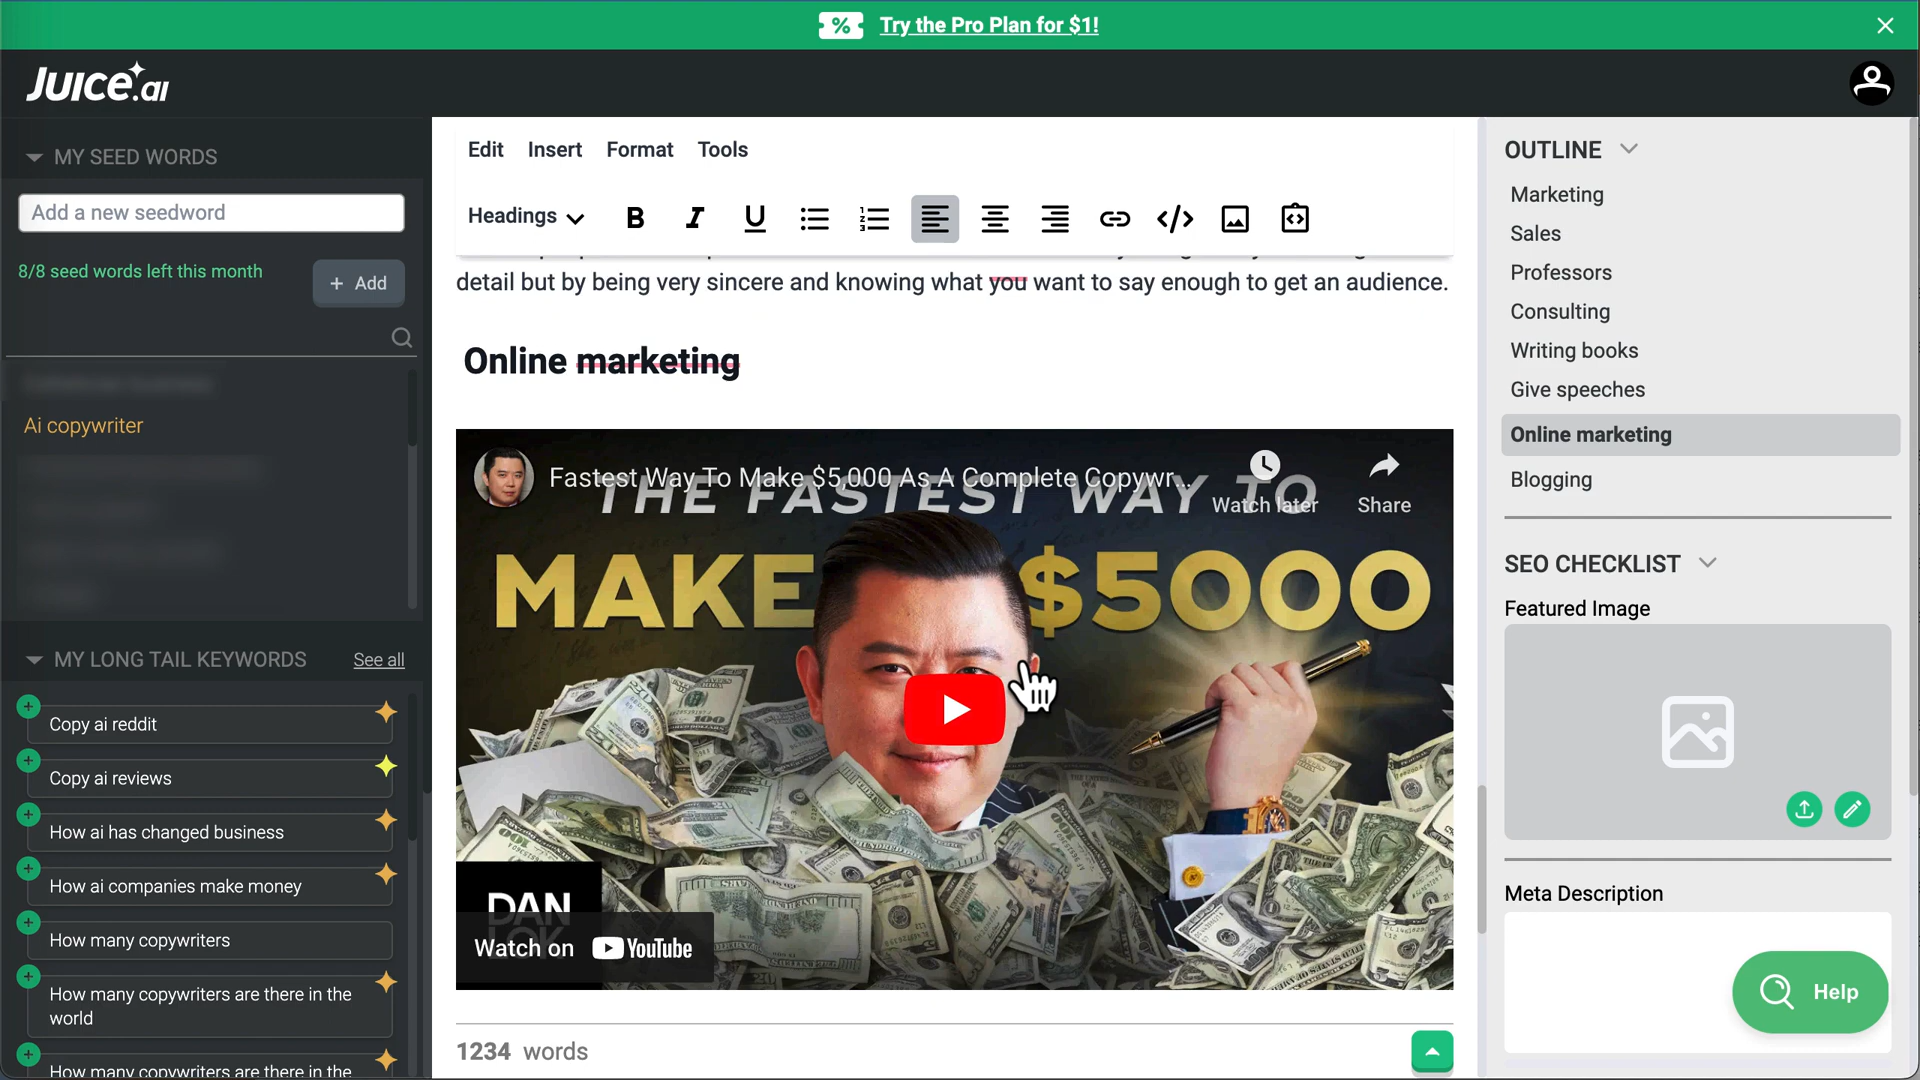 % Try the Pro Plan for $1!
JUICE.ai
MY SEED WORDS
Add a new seedword
8/8 seed words left this month
+ Add
Ai copywriter
MY LONG TAIL KEYWORDS See all
Copy ai reddit
Copy ai reviews
How ai has changed business
How ai companies make money
How many copywriters
How many copywriters are there in the
world
How many copywriters are there in the
Edit Insert Format Tools
Headings B I U
detail but by being very sincere and knowing what you want to say enough to get an audience.
Online marketing
Fastest Way To Make $5,000 As A Complete Copywr...
Watch later Share
THE FASTEST WAY TO
MAKE $5000
DAN
LOK
Watch on YouTube
1234 words
OUTLINE
Marketing
Sales
Professors
Consulting
Writing books
Give speeches
Online marketing
Blogging
SEO CHECKLIST
Featured Image
Meta Description
Help